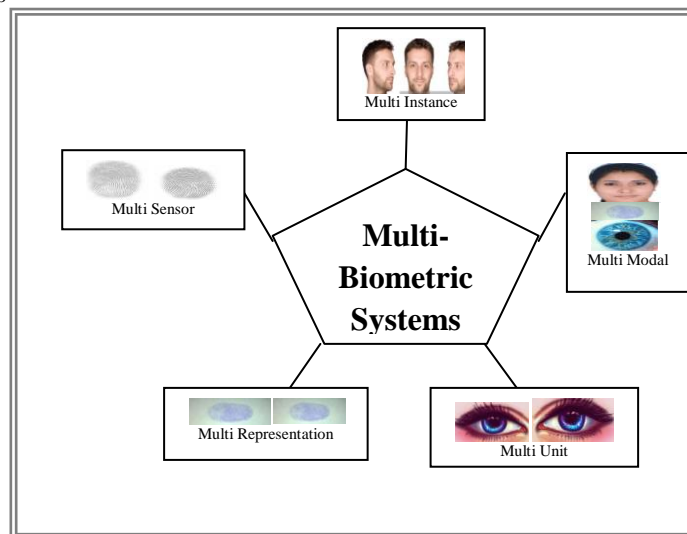 Multi Instance
Multi Sensor
Multi Modal
Multi-
Biometric
Systems
Multi Representation
Multi Unit